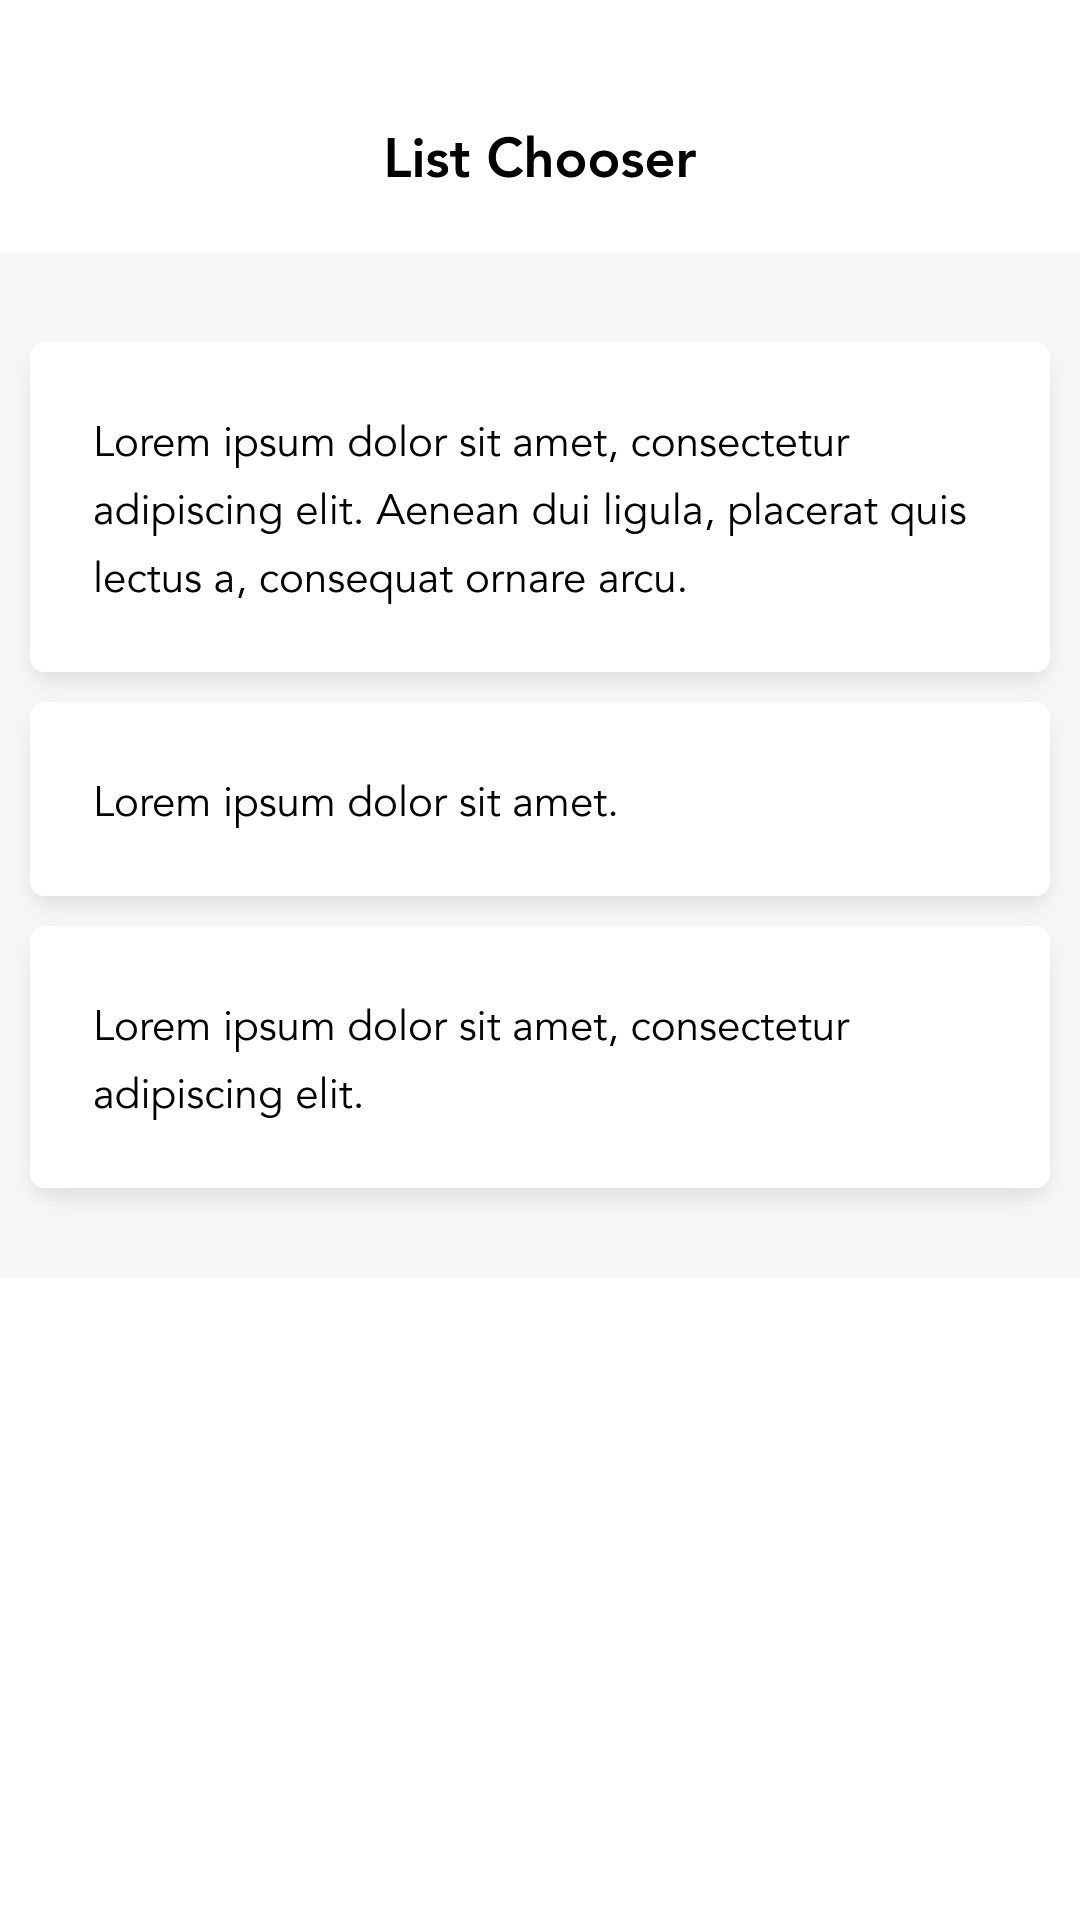 List Chooser
Lorem ipsum dolor sit amet, consectetur
adipiscing elit. Aenean dui ligula, placerat quis
lectus a, consequat ornare arcu.
Lorem ipsum dolor sit amet.
Lorem ipsum dolor sit amet, consectetur
adipiscing elit.